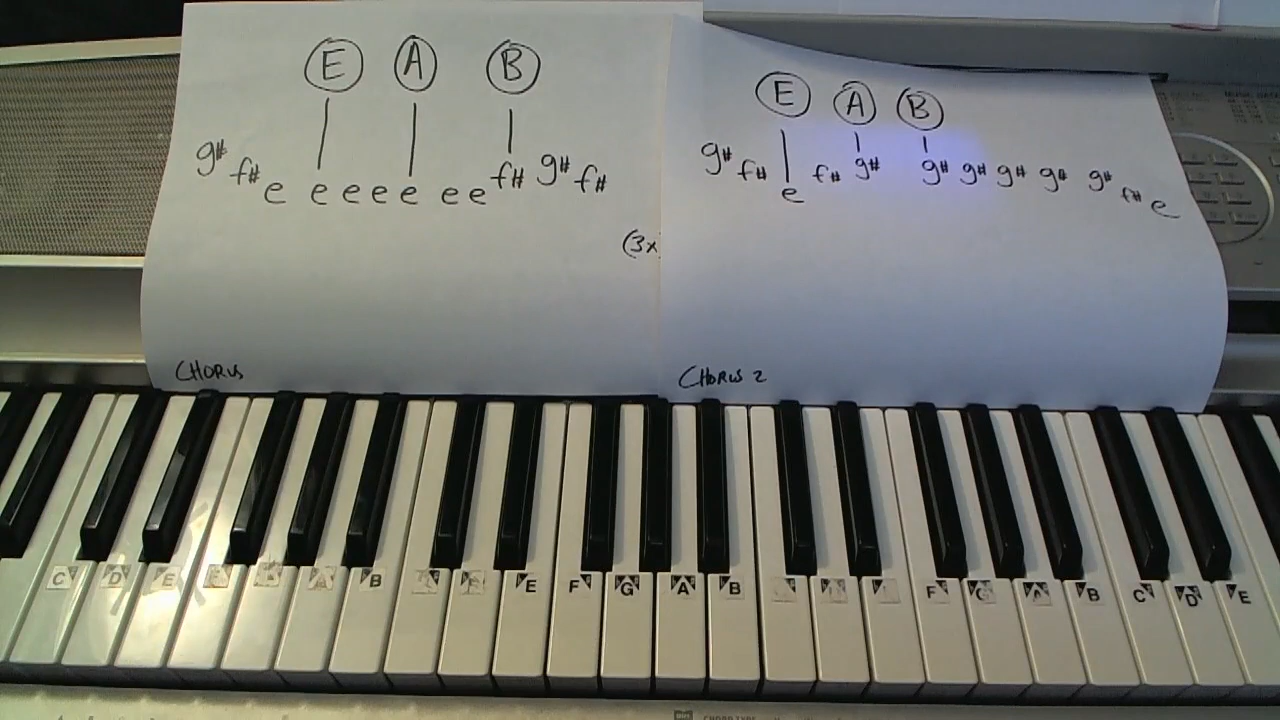 E A B
g# f# e e e e e e e f# g# f#
(3x
CHORUS
E A B
g# f# e f# g# g# g# g# g# g# f# e
CHORUS 2
C D E B E F G A B F B C D E